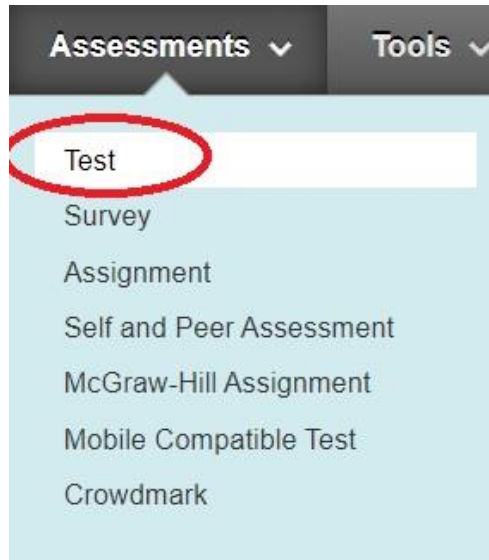 Assessments Tools
Test
Survey
Assignment
Self and Peer Assessment
McGraw-Hill Assignment
Mobile Compatible Test
Crowdmark